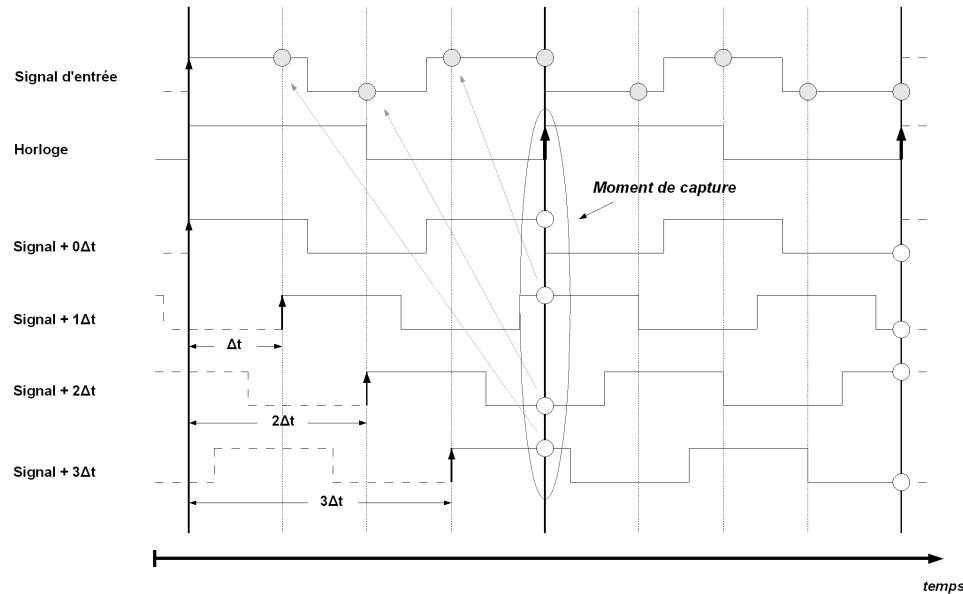 Signal d'entrée
Horloge
Moment de capture
Signal + 0Δt
Signal + 1Δt
Δt
Signal + 2Δt
2Δt
Signal + 3Δt
3Δt
temps